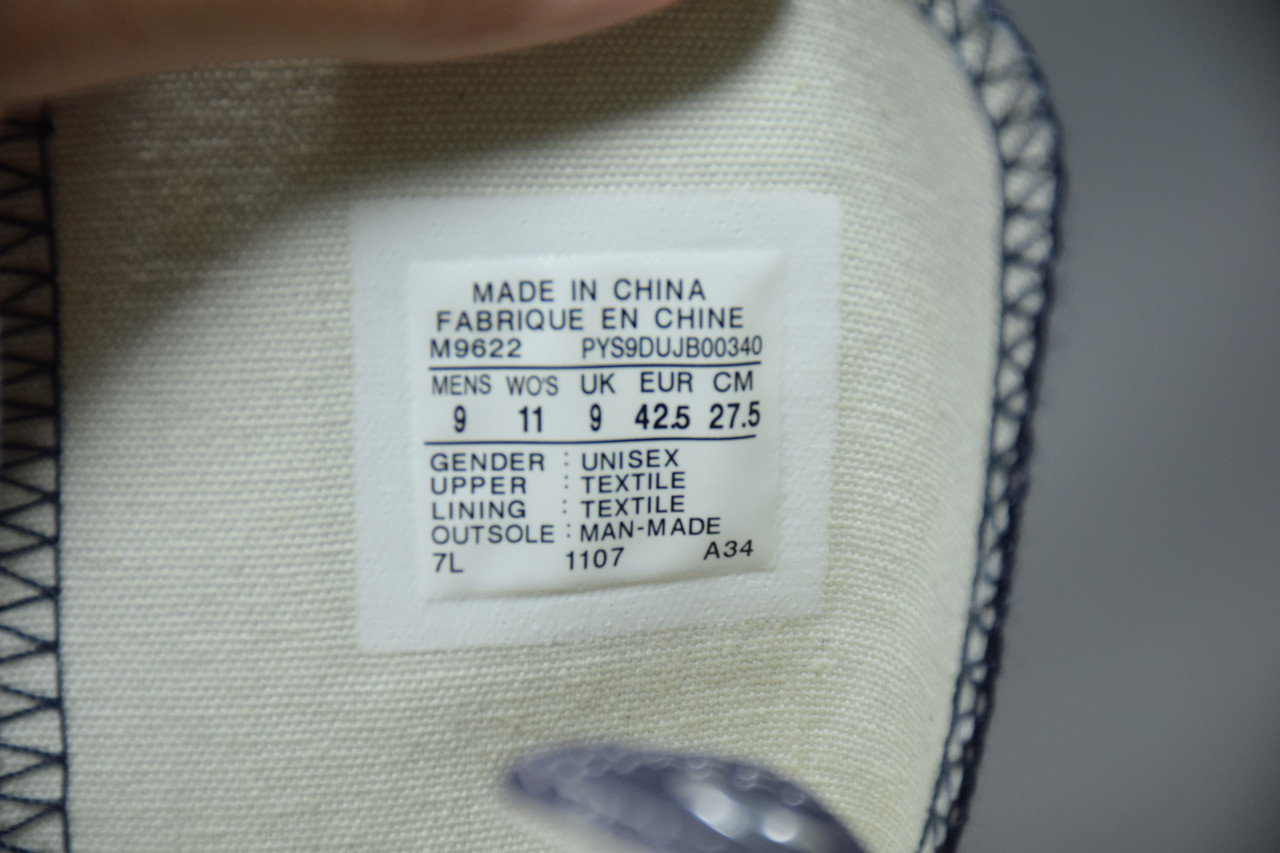 MADE IN CHINA
FABRIQUE EN CHINE
M9622 PYS9DUJB00340
MENS WO'S UK EUR CM
9 11 9 42.5 27.5
GENDER : UNISEX
UPPER : TEXTILE
LINING : TEXTILE
OUTSOLE : MAN-MADE
7L 1107 A34